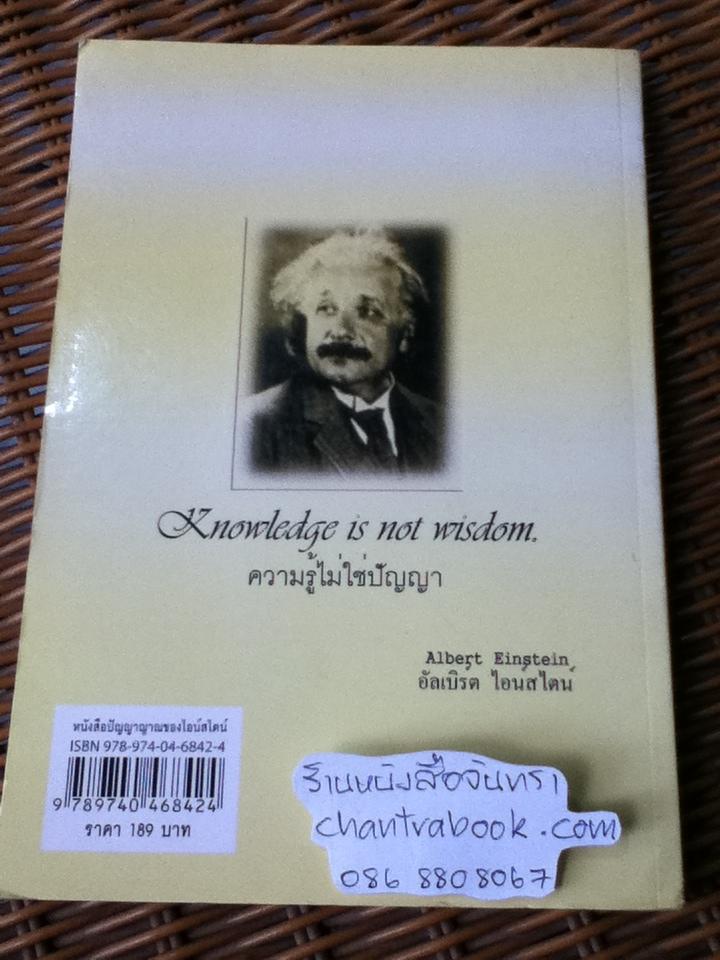 Knowledge is not wisdom.
ความรู้ไม่ใช่ปัญญา
Albert Einstein
อัลเบิร์ต ไอน์สไตน์
หนังสือปัญญาญาณของไอน์สไตน์
ISBN 978-974-04-6842-4
9 789740 468424
ราคา 189 บาท
ร้านหนังสือจันทรา
chantrabook.com
086 8808067